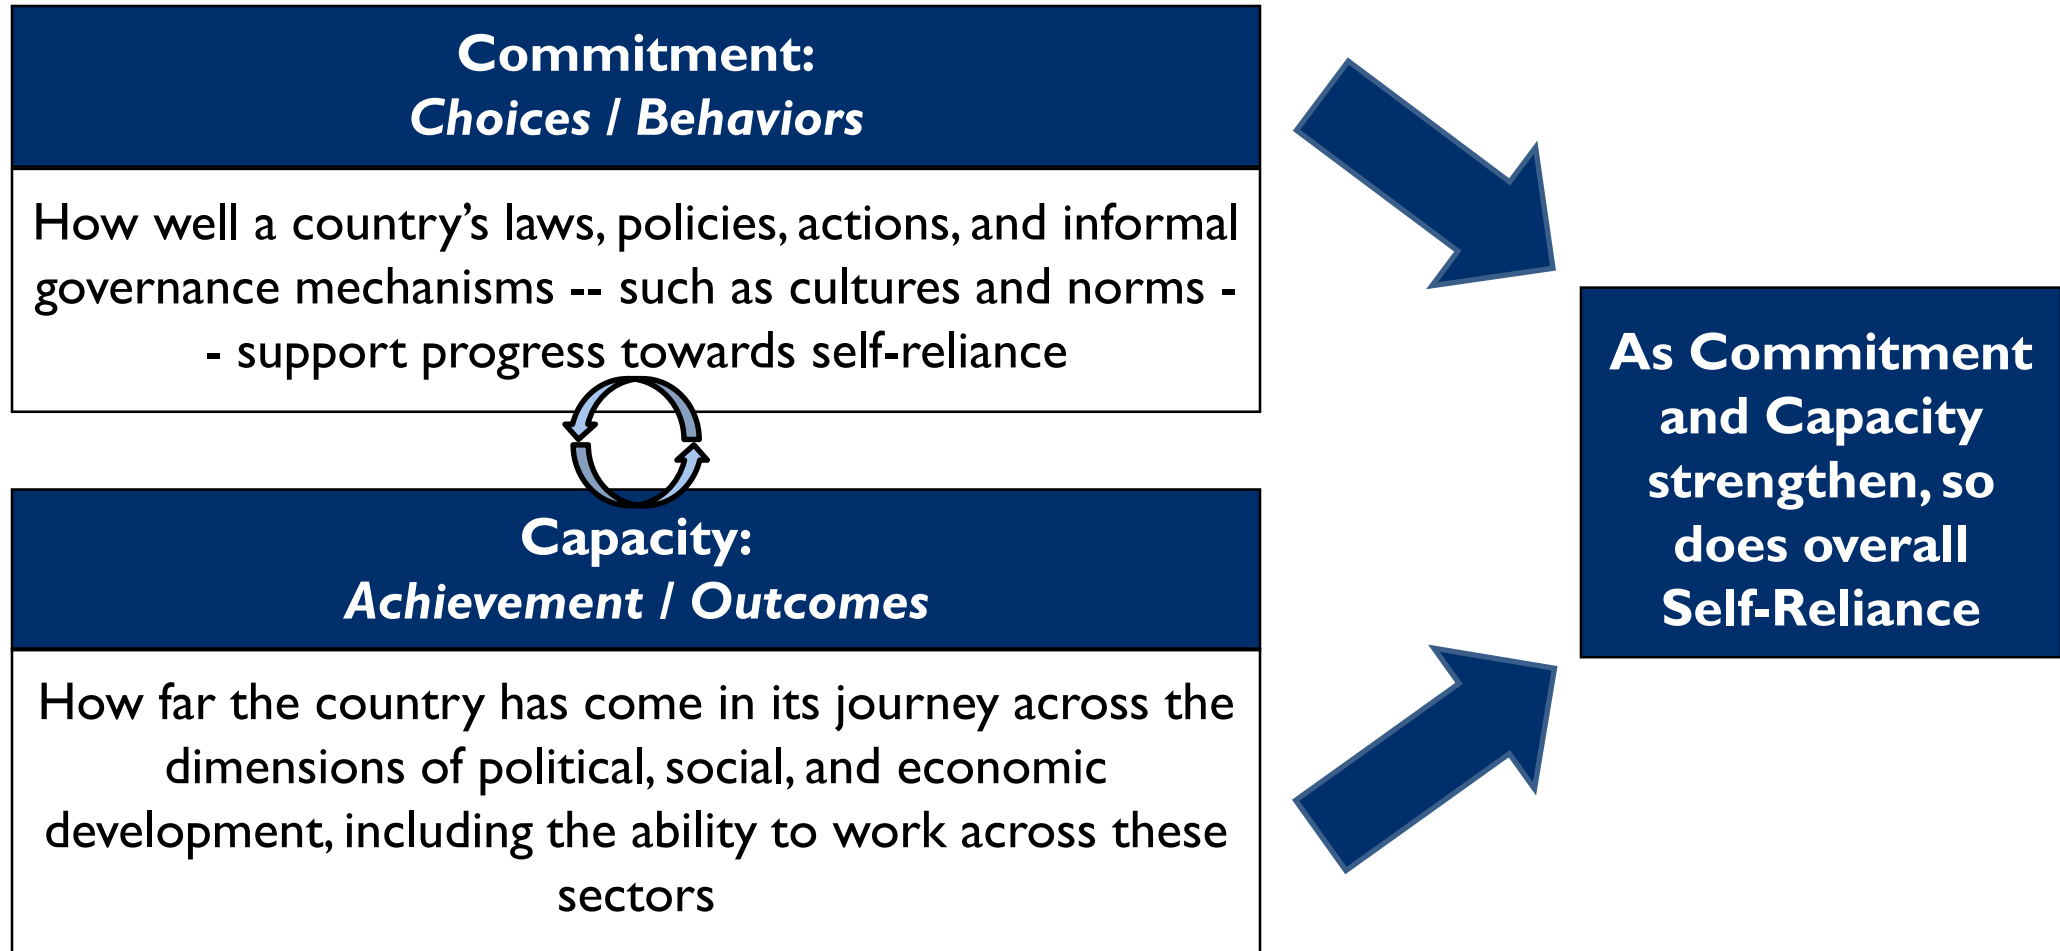 Commitment:
Choices / Behaviors
How well a country’s laws, policies, actions, and informal
governance mechanisms -- such as cultures and norms -
- support progress towards self-reliance
Capacity:
Achievement / Outcomes
How far the country has come in its journey across the
dimensions of political, social, and economic
development, including the ability to work across these
sectors
As Commitment
and Capacity
strengthen, so
does overall
Self-Reliance